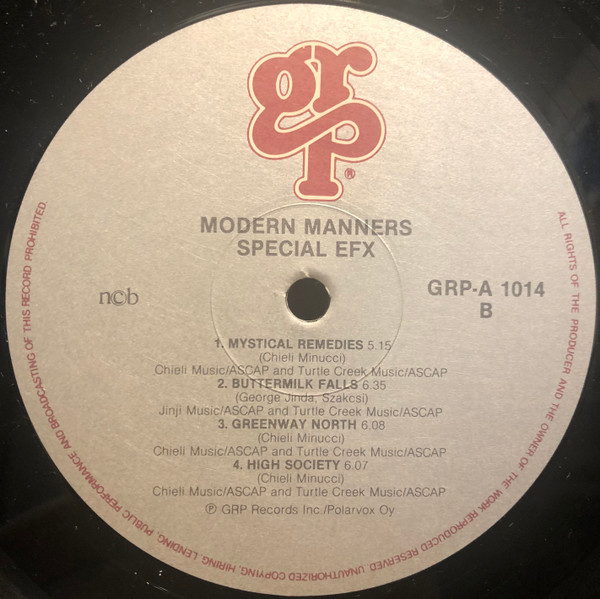 grp®
MODERN MANNERS
SPECIAL EFX
n©b
GRP-A 1014
B
1. MYSTICAL REMEDIES 5.15
(Chieli Minucci)
Chieli Music/ASCAP and Turtle Creek Music/ASCAP
2. BUTTERMILK FALLS 6.35
(George Jinda, Szakcsi)
Jinji Music/ASCAP and Turtle Creek Music/ASCAP
3. GREENWAY NORTH 6.08
(Chieli Minucci)
Chieli Music/ASCAP and Turtle Creek Music/ASCAP
4. HIGH SOCIETY 6.07
(Chieli Minucci)
Chieli Music/ASCAP and Turtle Creek Music/ASCAP
℗ GRP Records Inc./Polarvox Oy
ALL RIGHTS OF THE PRODUCER AND THE OWNER OF THE WORK REPRODUCED RESERVED. UNAUTHORIZED COPYING, HIRING, LENDING, PUBLIC PERFORMANCE AND BROADCASTING OF THIS RECORD PROHIBITED